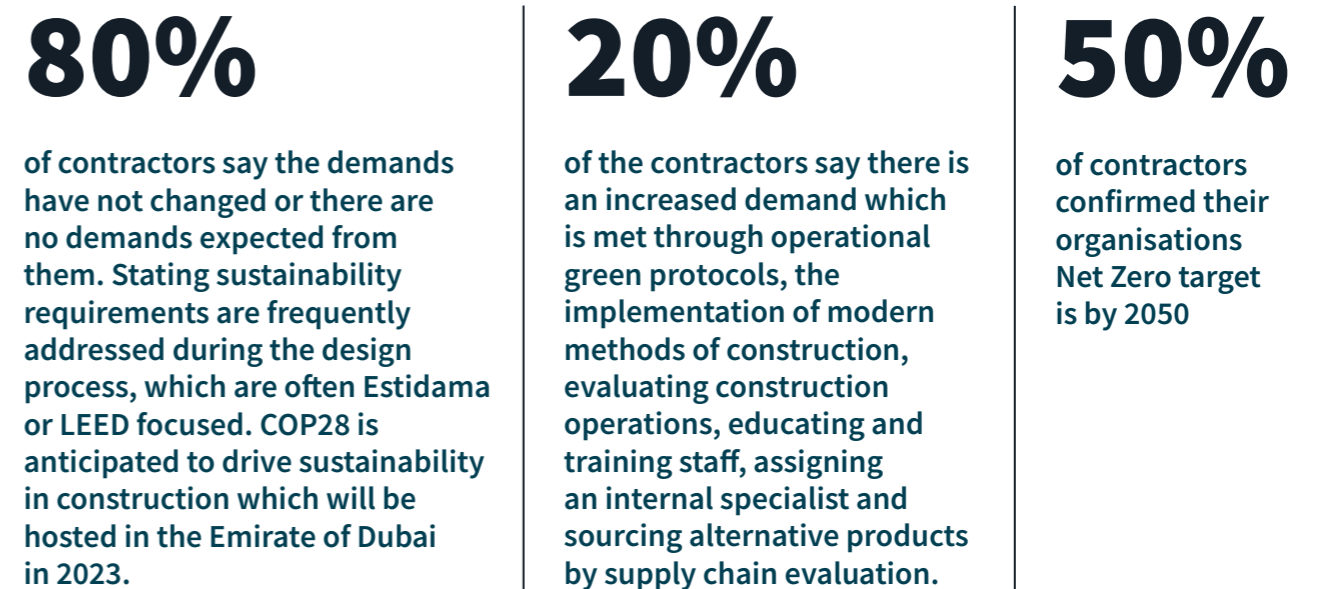 80%
of contractors say the demands
have not changed or there are
no demands expected from
them. Stating sustainability
requirements are frequently
addressed during the design
process, which are often Estidama
or LEED focused. COP28 is
anticipated to drive sustainability
in construction which will be
hosted in the Emirate of Dubai
in 2023.
20%
of the contractors say there is
an increased demand which
is met through operational
green protocols, the
implementation of modern
methods of construction,
evaluating construction
operations, educating and
training staff, assigning
an internal specialist and
sourcing alternative products
by supply chain evaluation.
50%
of contractors
confirmed their
organisations
Net Zero target
is by 2050